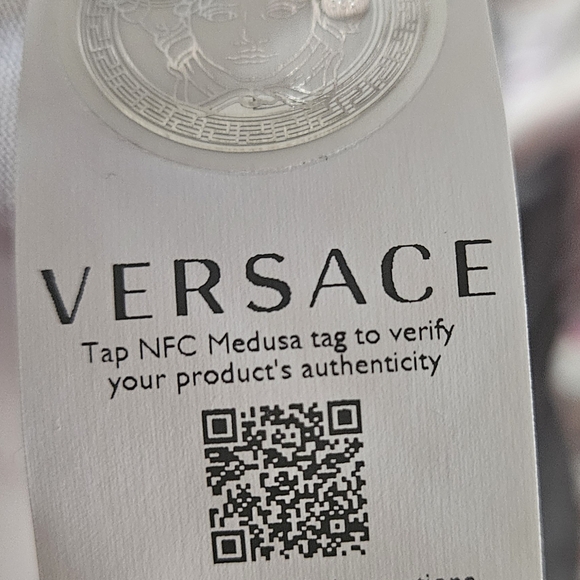 VERSACE
Tap NFC Medusa tag to verify
your product's authenticity